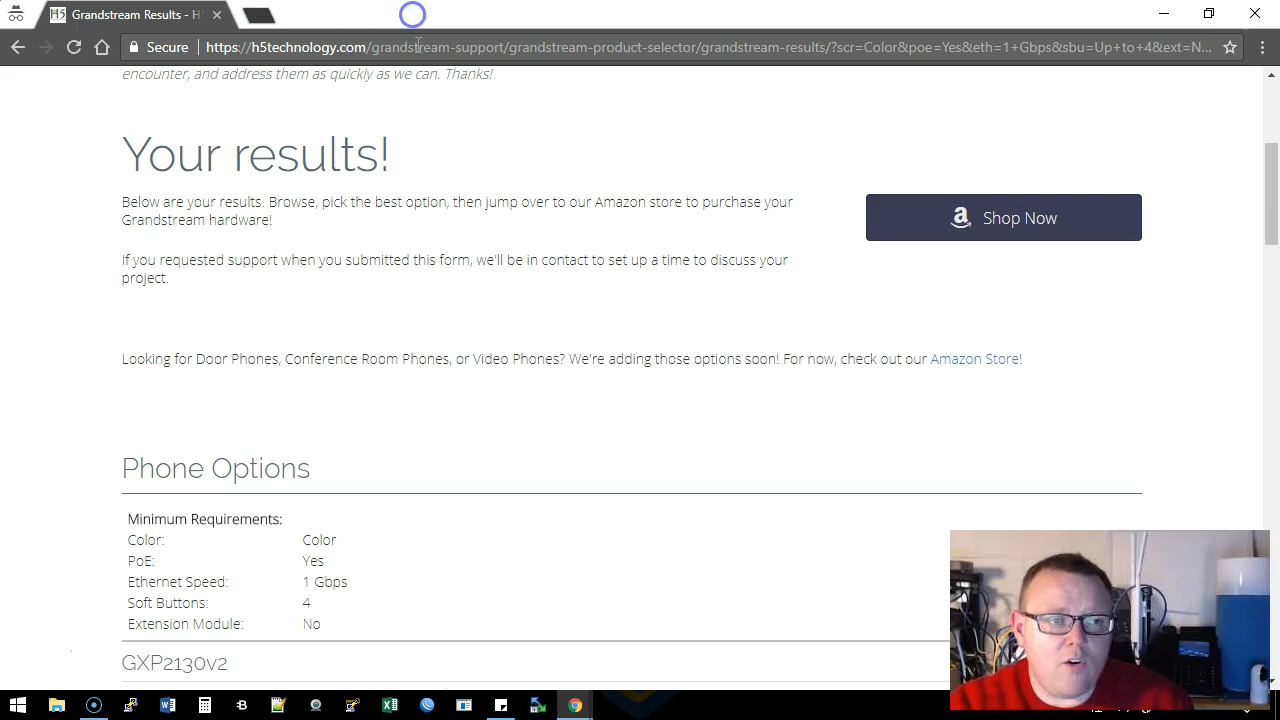 H5 Grandstream Results - H5
Secure https://h5technology.com/grandstream-support/grandstream-product-selector/grandstream-results/?scr=Color&poe=Yes&eth=1+Gbps&sbu=Up+to+4&ext=N...
encounter, and address them as quickly as we can. Thanks!
Your results!
Below are your results. Browse, pick the best option, then jump over to our Amazon store to purchase your
Grandstream hardware!
Shop Now
If you requested support when you submitted this form, we'll be in contact to set up a time to discuss your
project.
Looking for Door Phones, Conference Room Phones, or Video Phones? We're adding those options soon! For now, check out our Amazon Store!
Phone Options
Minimum Requirements:
Color: Color
PoE: Yes
Ethernet Speed: 1 Gbps
Soft Buttons: 4
Extension Module: No
GXP2130v2